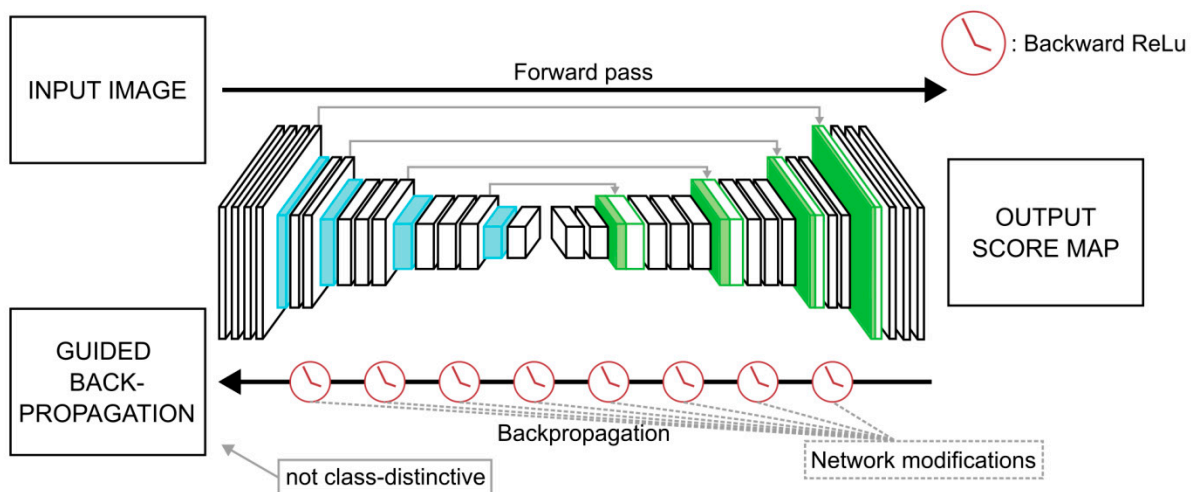 INPUT IMAGE
Forward pass
: Backward ReLu
OUTPUT
SCORE MAP
GUIDED
BACK-
PROPAGATION
Backpropagation
not class-distinctive
Network modifications